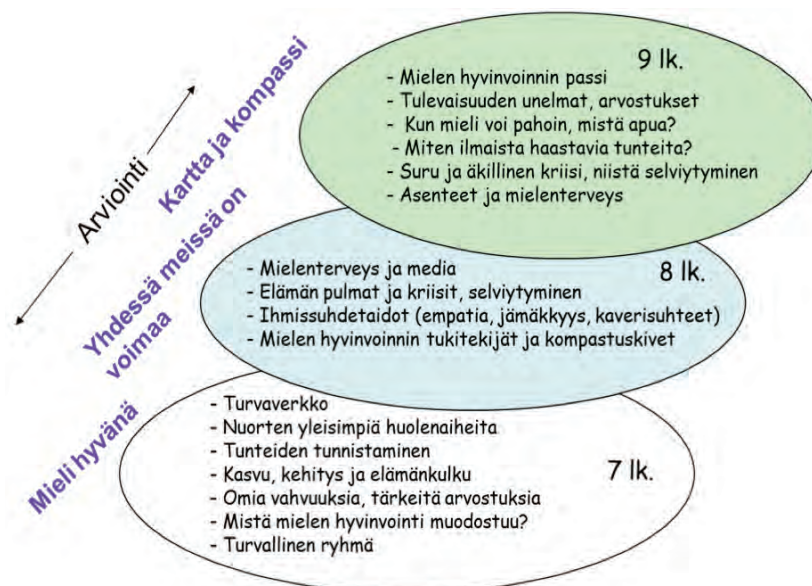 9 lk.
- Mielen hyvinvoinnin passi
- Tulevaisuuden unelmat, arvostukset
- Kun mieli voi pahoin, mistä apua?
- Miten ilmaista haastavia tunteita?
- Suru ja äkillinen kriisi, niistä selviytyminen
- Asenteet ja mielenterveys
8 lk.
- Mielenterveys ja media
- Elämän pulmat ja kriisit, selviytyminen
- Ihmissuhdetaidot (empatia, jämäkkyys, kaverisuhteet)
- Mielen hyvinvoinnin tukitekijät ja kompastuskivet
7 lk.
- Turvaverkko
- Nuorten yleisimpiä huolenaiheita
- Tunteiden tunnistaminen
- Kasvu, kehitys ja elämänkulku
- Omia vahvuuksia, tärkeitä arvostuksia
- Mistä mielen hyvinvointi muodostuu?
- Turvallinen ryhmä
Arviointi
Kartta ja kompassi
Yhdessä meissä on
voimaa
Mieli hyvänä